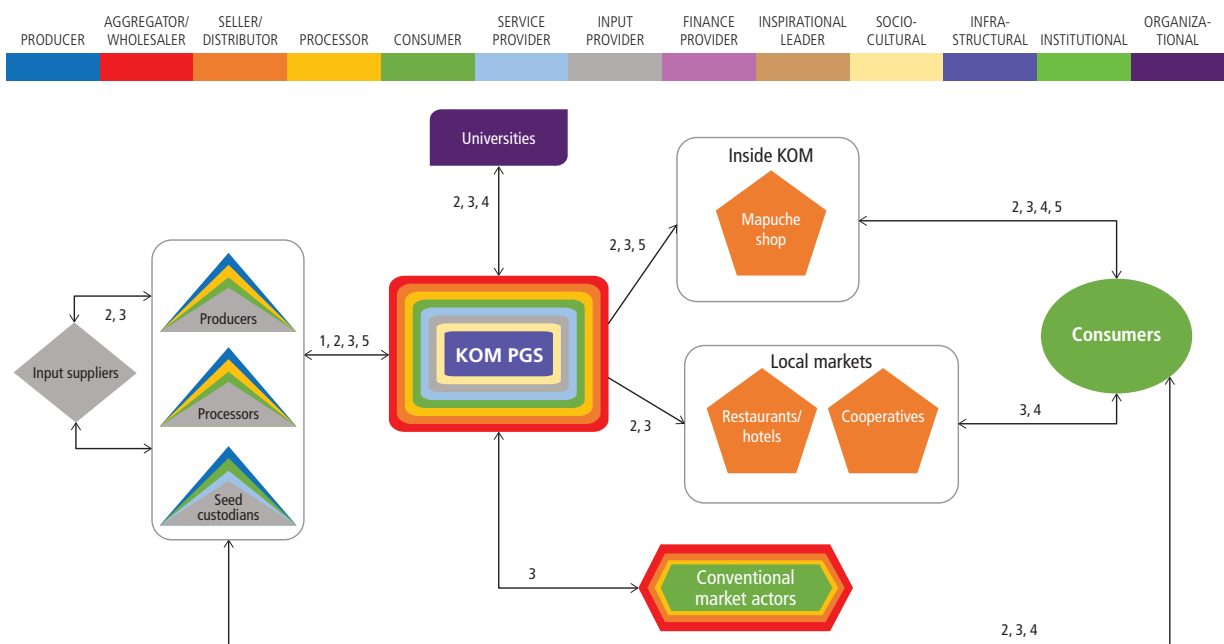 PRODUCER
AGGREGATOR/
WHOLESALER
SELLER/
DISTRIBUTOR
PROCESSOR
CONSUMER
SERVICE
PROVIDER
INPUT
PROVIDER
FINANCE
PROVIDER
INSPIRATIONAL
LEADER
SOCIO-
CULTURAL
INFRA-
STRUCTURAL
INSTITUTIONAL
ORGANIZA-
TIONAL
Universities
2, 3, 4
Inside KOM
Mapuche
shop
2, 3, 5
2, 3, 4, 5
Producers
2, 3
Input suppliers
Processors
Seed
custodians
1, 2, 3, 5
KOM PGS
Consumers
Local markets
Restaurants/
hotels
Cooperatives
2, 3
3, 4
3
Conventional
market actors
2, 3, 4